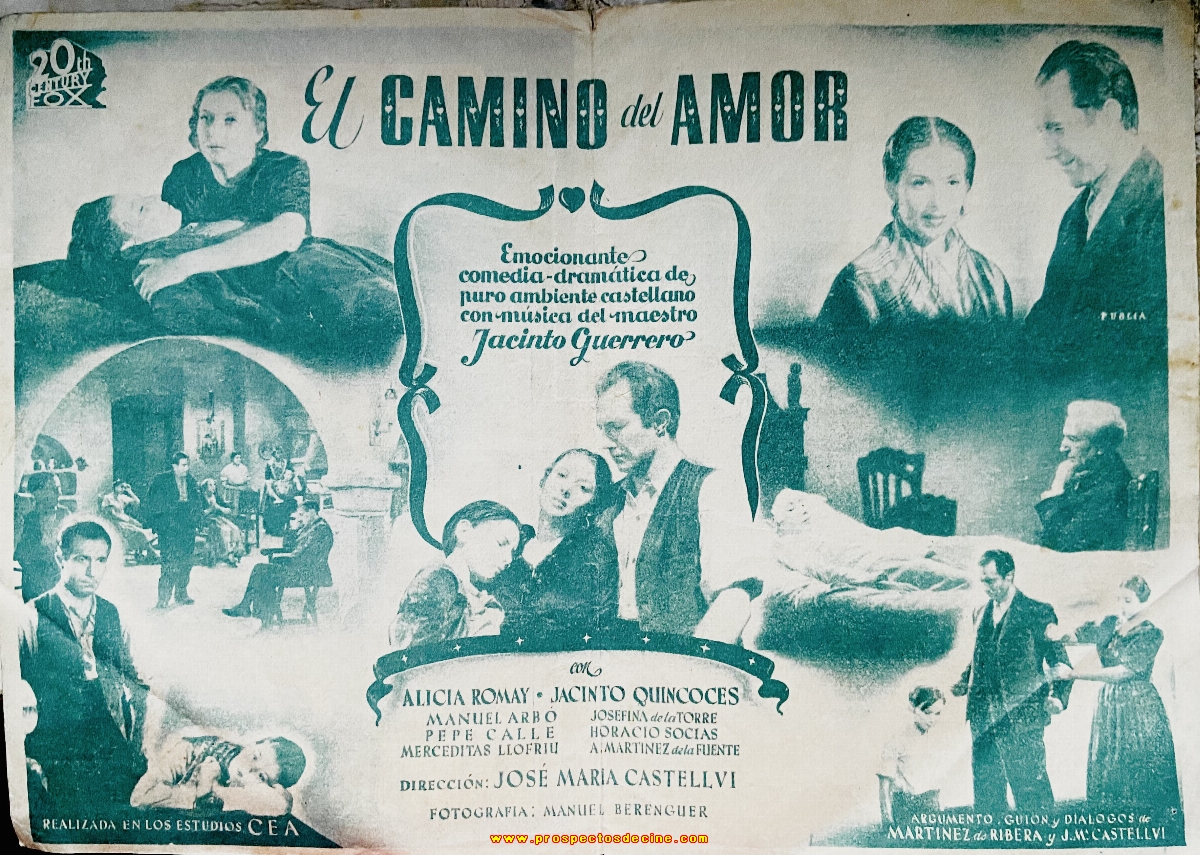 20th
CENTURY
FOX
El CAMINO del AMOR
Emocionante
comedia-dramática de
puro ambiente castellano
con música del maestro
Jacinto Guerrero
PUBLIA
con
ALICIA ROMAY · JACINTO QUINCOCES
MANUEL ARBÓ JOSEFINA de la TORRE
PEPE CALLE HORACIO SOCIAS
MERCEDITAS LLOFRIU A. MARTINEZ de la FUENTE
DIRECCIÓN: JOSÉ MARÍA CASTELLVI
FOTOGRAFIA: MANUEL BERENGUER
REALIZADA EN LOS ESTUDIOS CEA
ARGUMENTO, GUIÓN y DIALOGOS de
MARTINEZ de RIBERA y J. Mª CASTELLVI
www.prospectosdecine.com